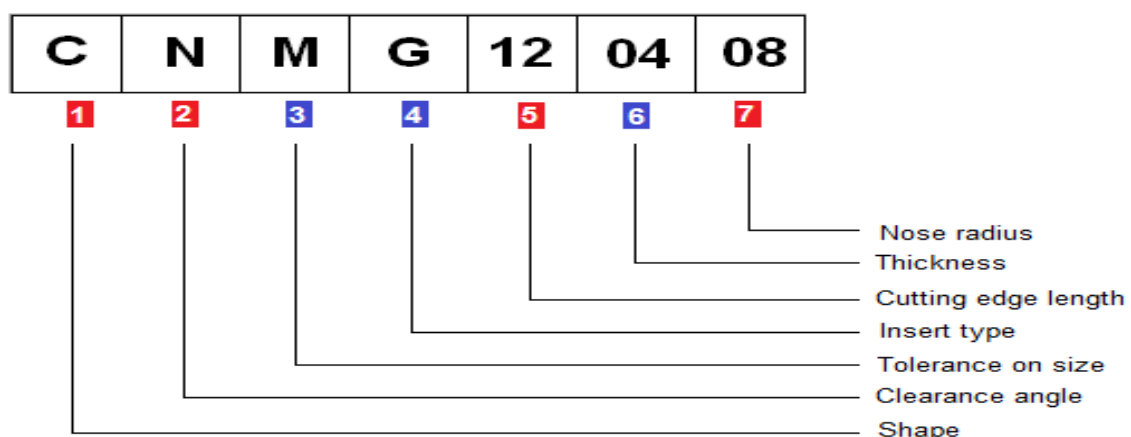 C N M G 12 04 08
1 2 3 4 5 6 7
Nose radius
Thickness
Cutting edge length
Insert type
Tolerance on size
Clearance angle
Shape